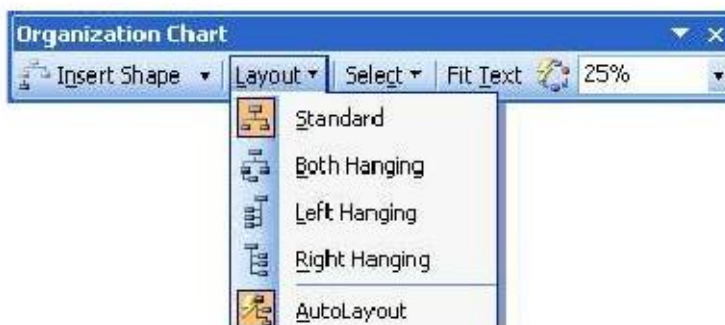 Organization Chart
Insert Shape Layout Select Fit Text 25%
Standard
Both Hanging
Left Hanging
Right Hanging
AutoLayout